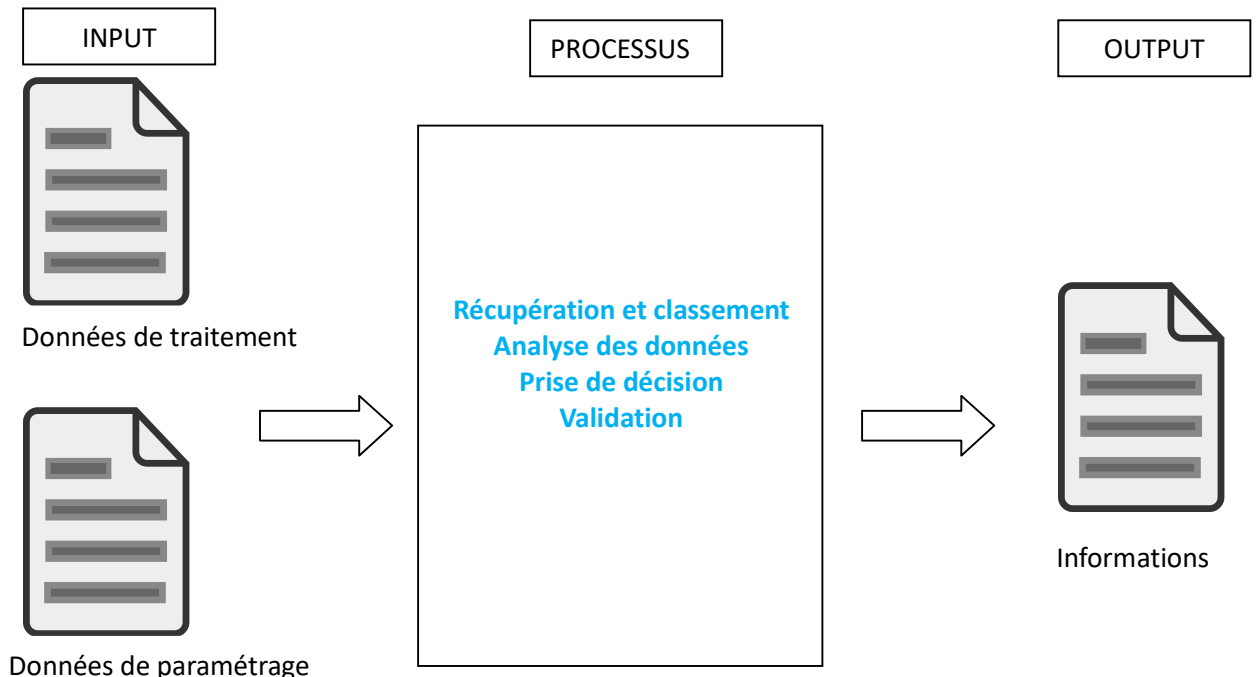 INPUT
PROCESSUS
OUTPUT
Données de traitement
Récupération et classement
Analyse des données
Prise de décision
Validation
Informations
Données de paramétrage